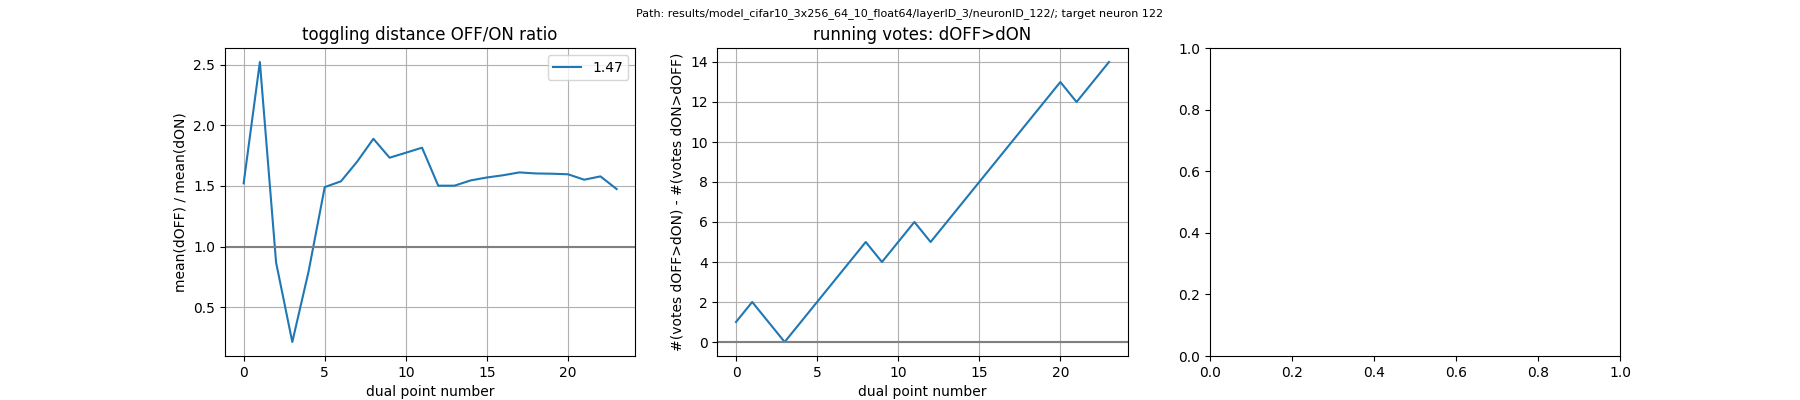 Path: results/model_cifar10_3x256_64_10_float64/layerID_3/neuronID_122/; target neuron 122
toggling distance OFF/ON ratio
mean(dOFF) / mean(dON)
2.5
2.0
1.5
1.0
0.5
1.47
0 5 10 15 20
dual point number
running votes: dOFF>dON
#(votes dOFF>dON) - #(votes dON>dOFF)
14
12
10
8
6
4
2
0
0 5 10 15 20
dual point number
1.0
0.8
0.6
0.4
0.2
0.0
0.0 0.2 0.4 0.6 0.8 1.0